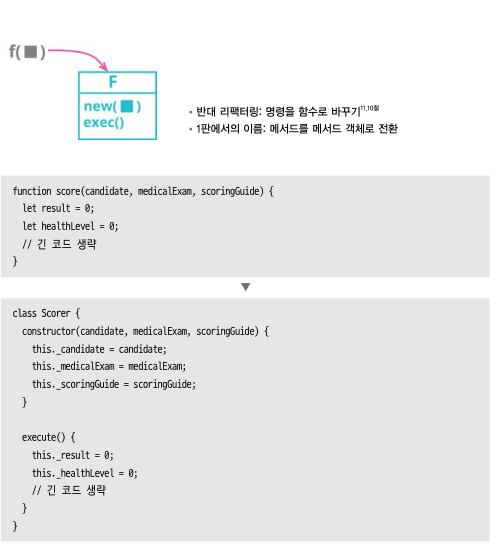 f(■)
F
new(■)
exec()
• 반대 리팩터링: 명령을 함수로 바꾸기11.10절
• 1판에서의 이름: 메서드를 메서드 객체로 전환
function score(candidate, medicalExam, scoringGuide) {
  let result = 0;
  let healthLevel = 0;
  // 긴 코드 생략
}
▼
class Scorer {
  constructor(candidate, medicalExam, scoringGuide) {
    this._candidate = candidate;
    this._medicalExam = medicalExam;
    this._scoringGuide = scoringGuide;
  }

  execute() {
    this._result = 0;
    this._healthLevel = 0;
    // 긴 코드 생략
  }
}